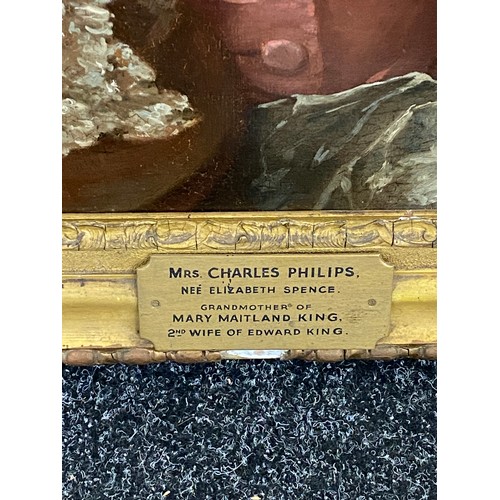 MRS. CHARLES PHILIPS,
NEÉ ELIZABETH SPENCE.
GRANDMOTHER OF
MARY MAITLAND KING,
2ND WIFE OF EDWARD KING.